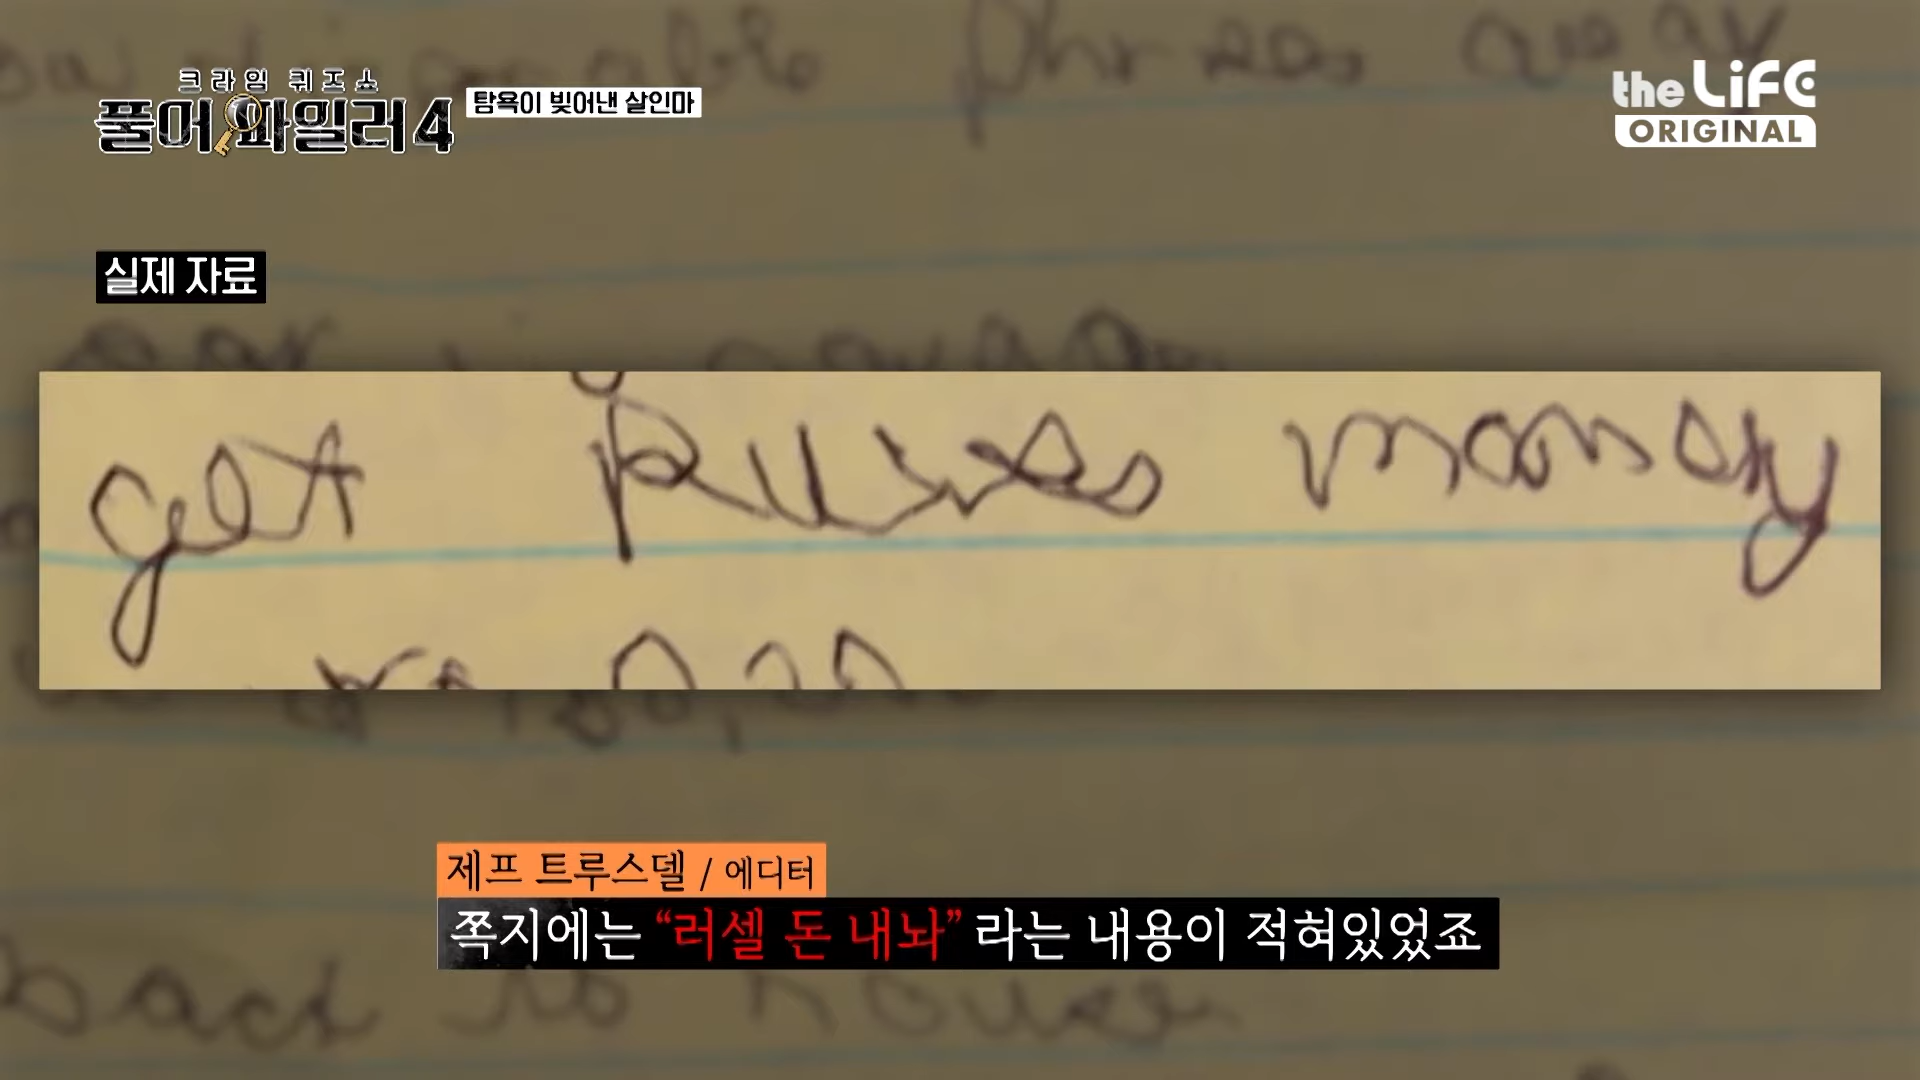 크라임 퀴즈쇼
풀어파일러4
탐욕이 빚어낸 살인마
the LiFE
ORIGINAL
실제 자료
get Russ money
제프 트루스델 / 에디터
쪽지에는 “러셀 돈 내놔” 라는 내용이 적혀있었죠
back to house